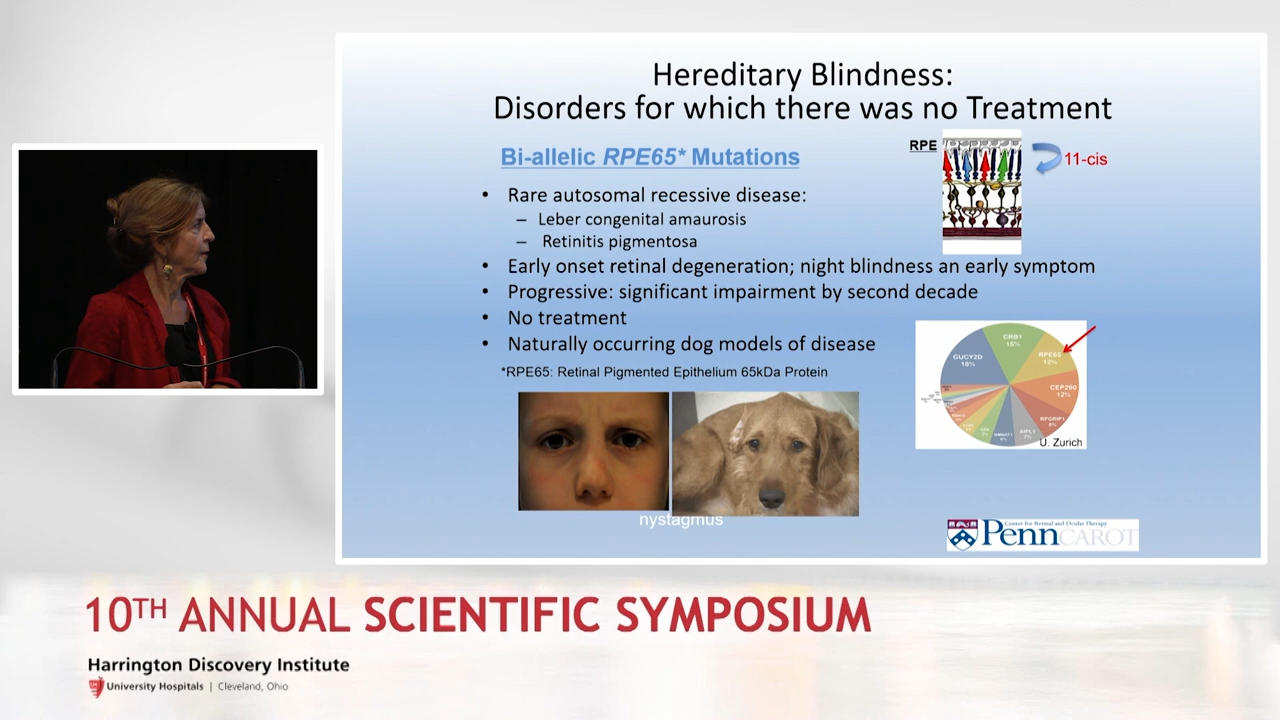 Hereditary Blindness:
Disorders for which there was no Treatment
Bi-allelic RPE65* Mutations
RPE
11-cis
• Rare autosomal recessive disease:
– Leber congenital amaurosis
– Retinitis pigmentosa
• Early onset retinal degeneration; night blindness an early symptom
• Progressive: significant impairment by second decade
• No treatment
• Naturally occurring dog models of disease
*RPE65: Retinal Pigmented Epithelium 65kDa Protein
CRB1
15%
RPE65
12%
GUCY2D
18%
CEP290
12%
RPGRIP1
AIPL1
U. Zurich
nystagmus
Center for Retinal and Ocular Therapy
Penn CAROT
10TH ANNUAL SCIENTIFIC SYMPOSIUM
Harrington Discovery Institute
University Hospitals | Cleveland, Ohio